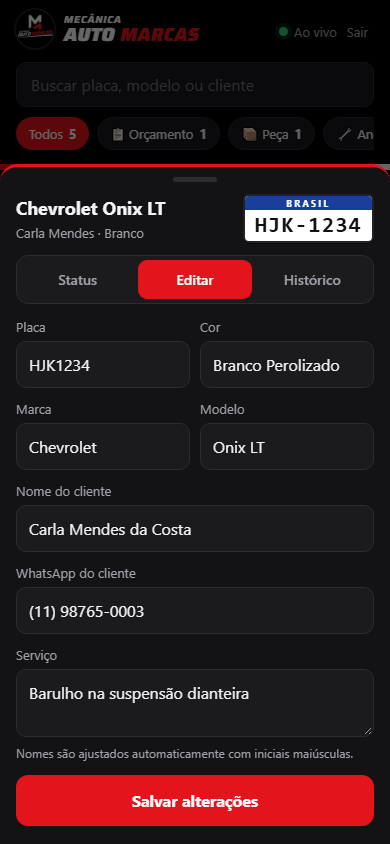 MECÂNICA
AUTO MARCAS
Ao vivo
Sair
Buscar placa, modelo ou cliente
Todos 5
Orçamento 1
Peça 1
An
Chevrolet Onix LT
Carla Mendes · Branco
BRASIL
HJK-1234
Status
Editar
Histórico
Placa
Cor
HJK1234
Branco Perolizado
Marca
Modelo
Chevrolet
Onix LT
Nome do cliente
Carla Mendes da Costa
WhatsApp do cliente
(11) 98765-0003
Serviço
Barulho na suspensão dianteira
Nomes são ajustados automaticamente com iniciais maiúsculas.
Salvar alterações